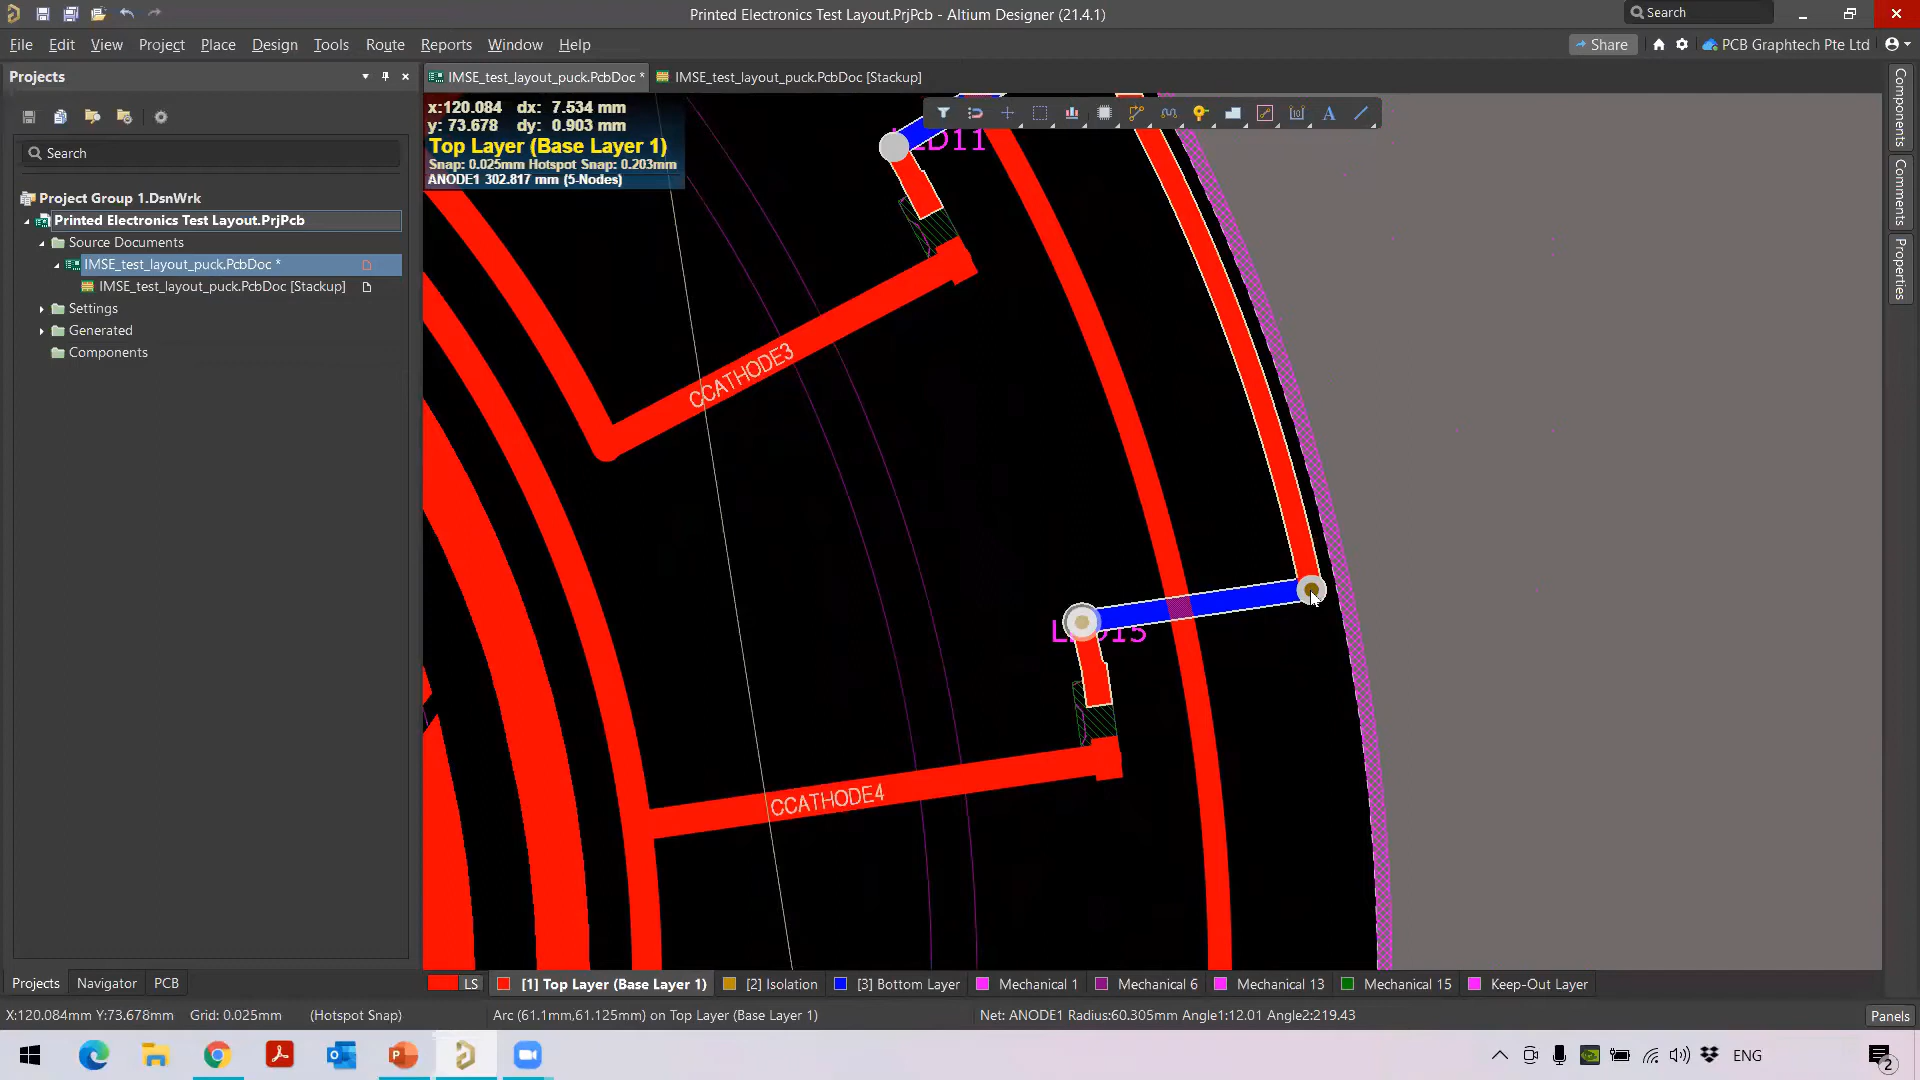 Printed Electronics Test Layout.PrjPcb - Altium Designer (21.4.1)
Search
File Edit View Project Place Design Tools Route Reports Window Help
Share
PCB Graphtech Pte Ltd
Projects
IMSE_test_layout_puck.PcbDoc *
IMSE_test_layout_puck.PcbDoc [Stackup]
x:120.084 dx: 7.534 mm
y: 73.678 dy: 0.903 mm
Top Layer (Base Layer 1)
Snap: 0.025mm Hotspot Snap: 0.203mm
ANODE1 302.817 mm (5-Nodes)
Search
Project Group 1.DsnWrk
Printed Electronics Test Layout.PrjPcb
Source Documents
IMSE_test_layout_puck.PcbDoc *
IMSE_test_layout_puck.PcbDoc [Stackup]
Settings
Generated
Components
CCATHODE3
CCATHODE4
Components
Comments
Properties
Projects Navigator PCB
LS [1] Top Layer (Base Layer 1) [2] Isolation [3] Bottom Layer Mechanical 1 Mechanical 6 Mechanical 13 Mechanical 15 Keep-Out Layer
X:120.084mm Y:73.678mm Grid: 0.025mm (Hotspot Snap) Arc (61.1mm,61.125mm) on Top Layer (Base Layer 1) Net: ANODE1 Radius:60.305mm Angle1:12.01 Angle2:219.43
Panels
ENG
2